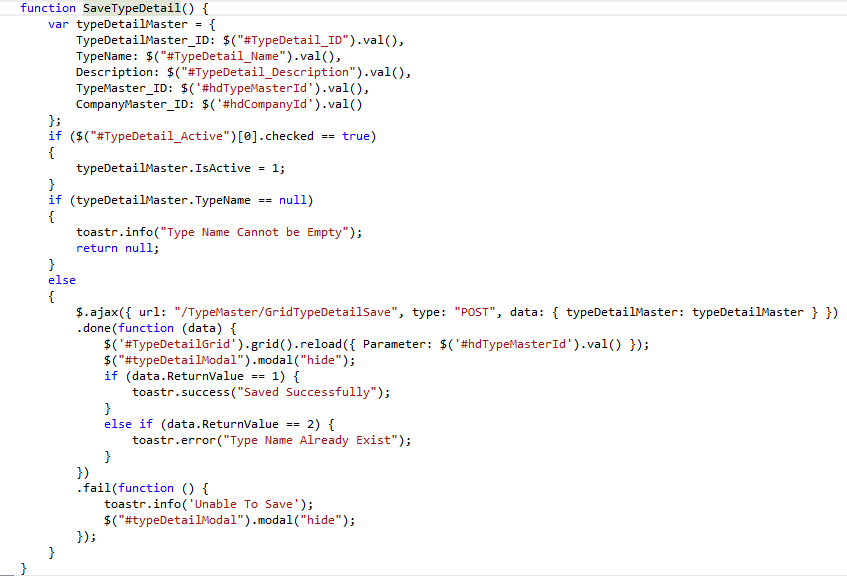 function SaveTypeDetail() {
    var typeDetailMaster = {
        TypeDetailMaster_ID: $("#TypeDetail_ID").val(),
        TypeName: $("#TypeDetail_Name").val(),
        Description: $("#TypeDetail_Description").val(),
        TypeMaster_ID: $('#hdTypeMasterId').val(),
        CompanyMaster_ID: $('#hdCompanyId').val()
    };
    if ($("#TypeDetail_Active")[0].checked == true)
    {
        typeDetailMaster.IsActive = 1;
    }
    if (typeDetailMaster.TypeName == null)
    {
        toastr.info("Type Name Cannot be Empty");
        return null;
    }
    else
    {
        $.ajax({ url: "/TypeMaster/GridTypeDetailSave", type: "POST", data: { typeDetailMaster: typeDetailMaster } })
        .done(function (data) {
            $('#TypeDetailGrid').grid().reload({ Parameter: $('#hdTypeMasterId').val() });
            $("#typeDetailModal").modal("hide");
            if (data.ReturnValue == 1) {
                toastr.success("Saved Successfully");
            }
            else if (data.ReturnValue == 2) {
                toastr.error("Type Name Already Exist");
            }
        })
        .fail(function () {
            toastr.info('Unable To Save');
            $("#typeDetailModal").modal("hide");
        });
    }
}